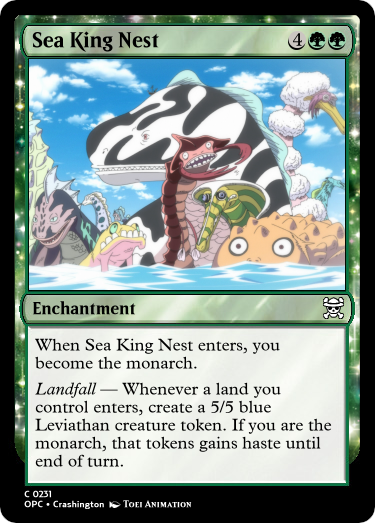 Sea King Nest 4
Enchantment
When Sea King Nest enters, you
become the monarch.
Landfall — Whenever a land you
control enters, create a 5/5 blue
Leviathan creature token. If you are the
monarch, that tokens gains haste until
end of turn.
C 0231
OPC • Crashington TOEI ANIMATION